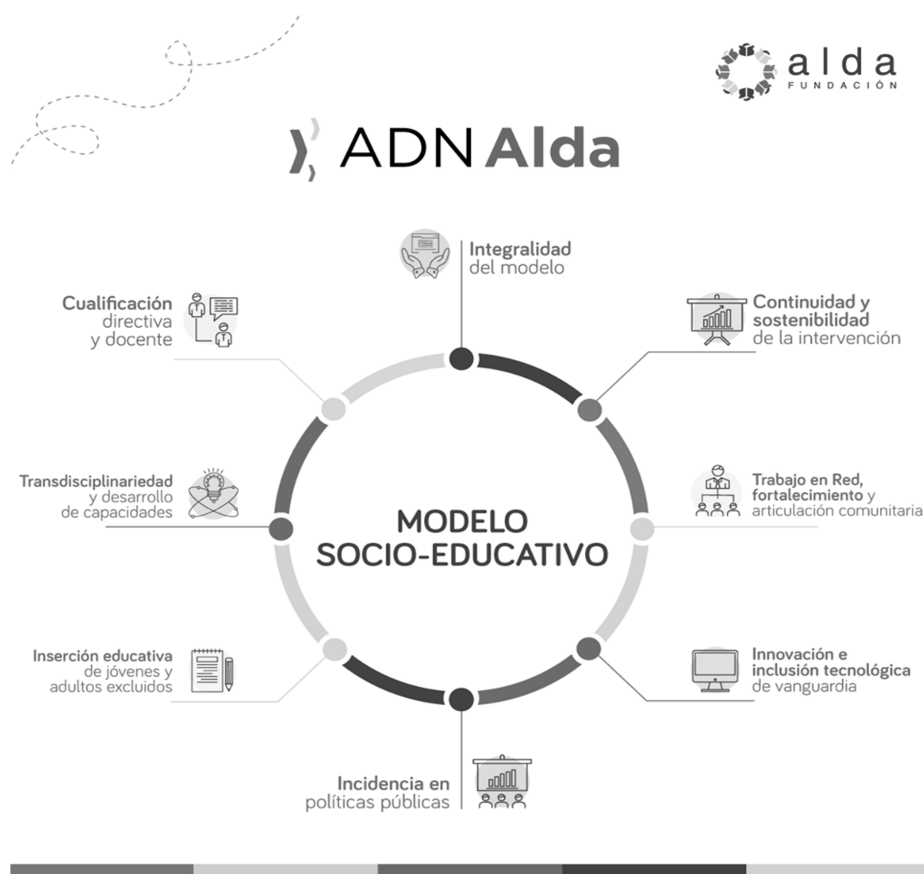 alda
FUNDACIÓN
ADN Alda
Integralidad
del modelo
Continuidad y
sostenibilidad
de la intervención
Trabajo en Red,
fortalecimiento y
articulación comunitaria
Innovación e
inclusión tecnológica
de vanguardia
Incidencia en
políticas públicas
Inserción educativa
de jóvenes y
adultos excluidos
Transdisciplinariedad
y desarrollo
de capacidades
Cualificación
directiva
y docente
MODELO
SOCIO-EDUCATIVO